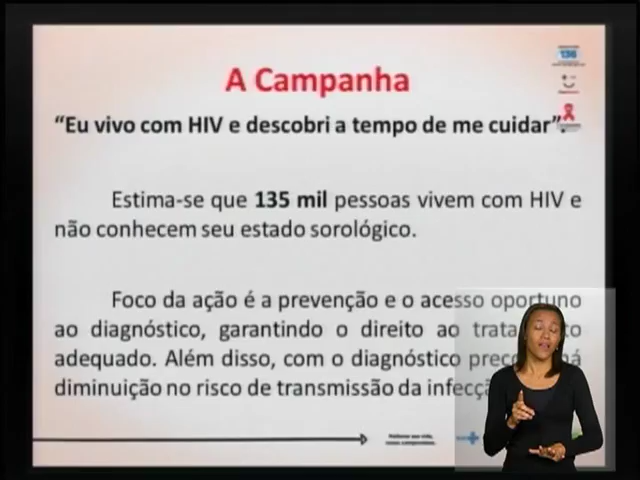 136
A Campanha
“Eu vivo com HIV e descobri a tempo de me cuidar”.
Estima-se que 135 mil pessoas vivem com HIV e
não conhecem seu estado sorológico.
Foco da ação é a prevenção e o acesso oportuno
ao diagnóstico, garantindo o direito ao
adequado. Além disso, com o diagnóstico há
diminuição no risco de transmissão da